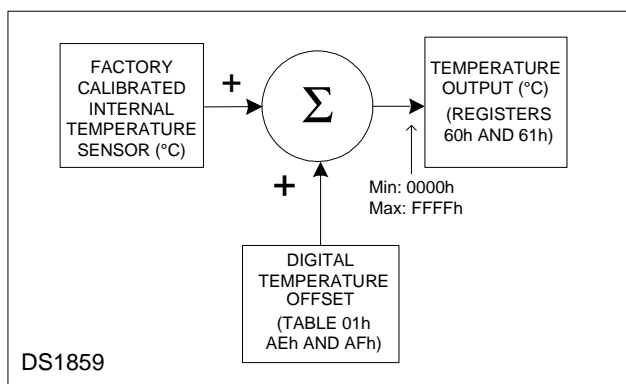 FACTORY
CALIBRATED
INTERNAL
TEMPERATURE
SENSOR (°C)
+
Σ
+
TEMPERATURE
OUTPUT (°C)
(REGISTERS
60h AND 61h)
Min: 0000h
Max: FFFFh
DIGITAL
TEMPERATURE
OFFSET
(TABLE 01h
AEh AND AFh)
DS1859